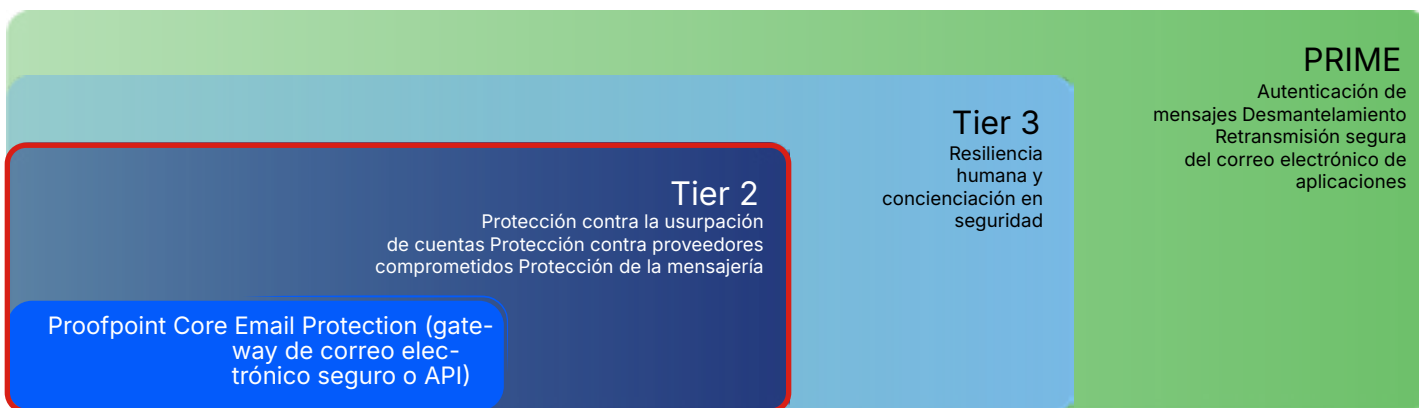 PRIME
Autenticación de
mensajes Desmantelamiento
Retransmisión segura
del correo electrónico de
aplicaciones
Tier 3
Resiliencia
humana y
concienciación en
seguridad
Tier 2
Protección contra la usurpación
de cuentas Protección contra proveedores
comprometidos Protección de la mensajería
Proofpoint Core Email Protection (gate-
way de correo elec-
trónico seguro o API)